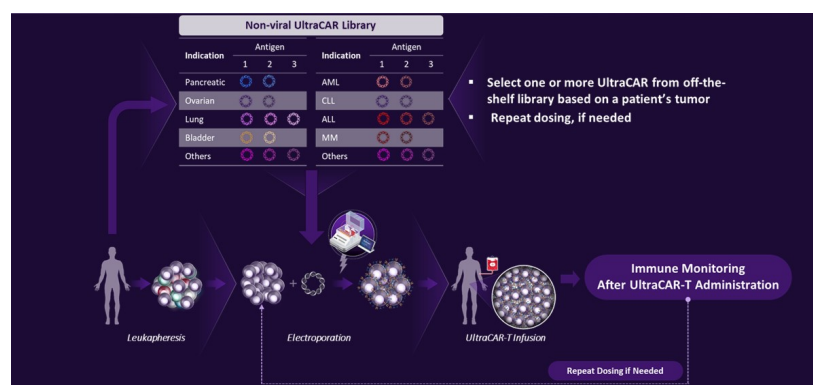 Non-viral UltraCAR Library
Indication Antigen Indication Antigen
1 2 3 1 2 3
Pancreatic AML
Ovarian CLL
Lung ALL
Bladder MM
Others Others
▪ Select one or more UltraCAR from off-the-
shelf library based on a patient's tumor
▪ Repeat dosing, if needed
+
Immune Monitoring
After UltraCAR-T Administration
Leukapheresis Electroporation UltraCAR-T Infusion
Repeat Dosing if Needed